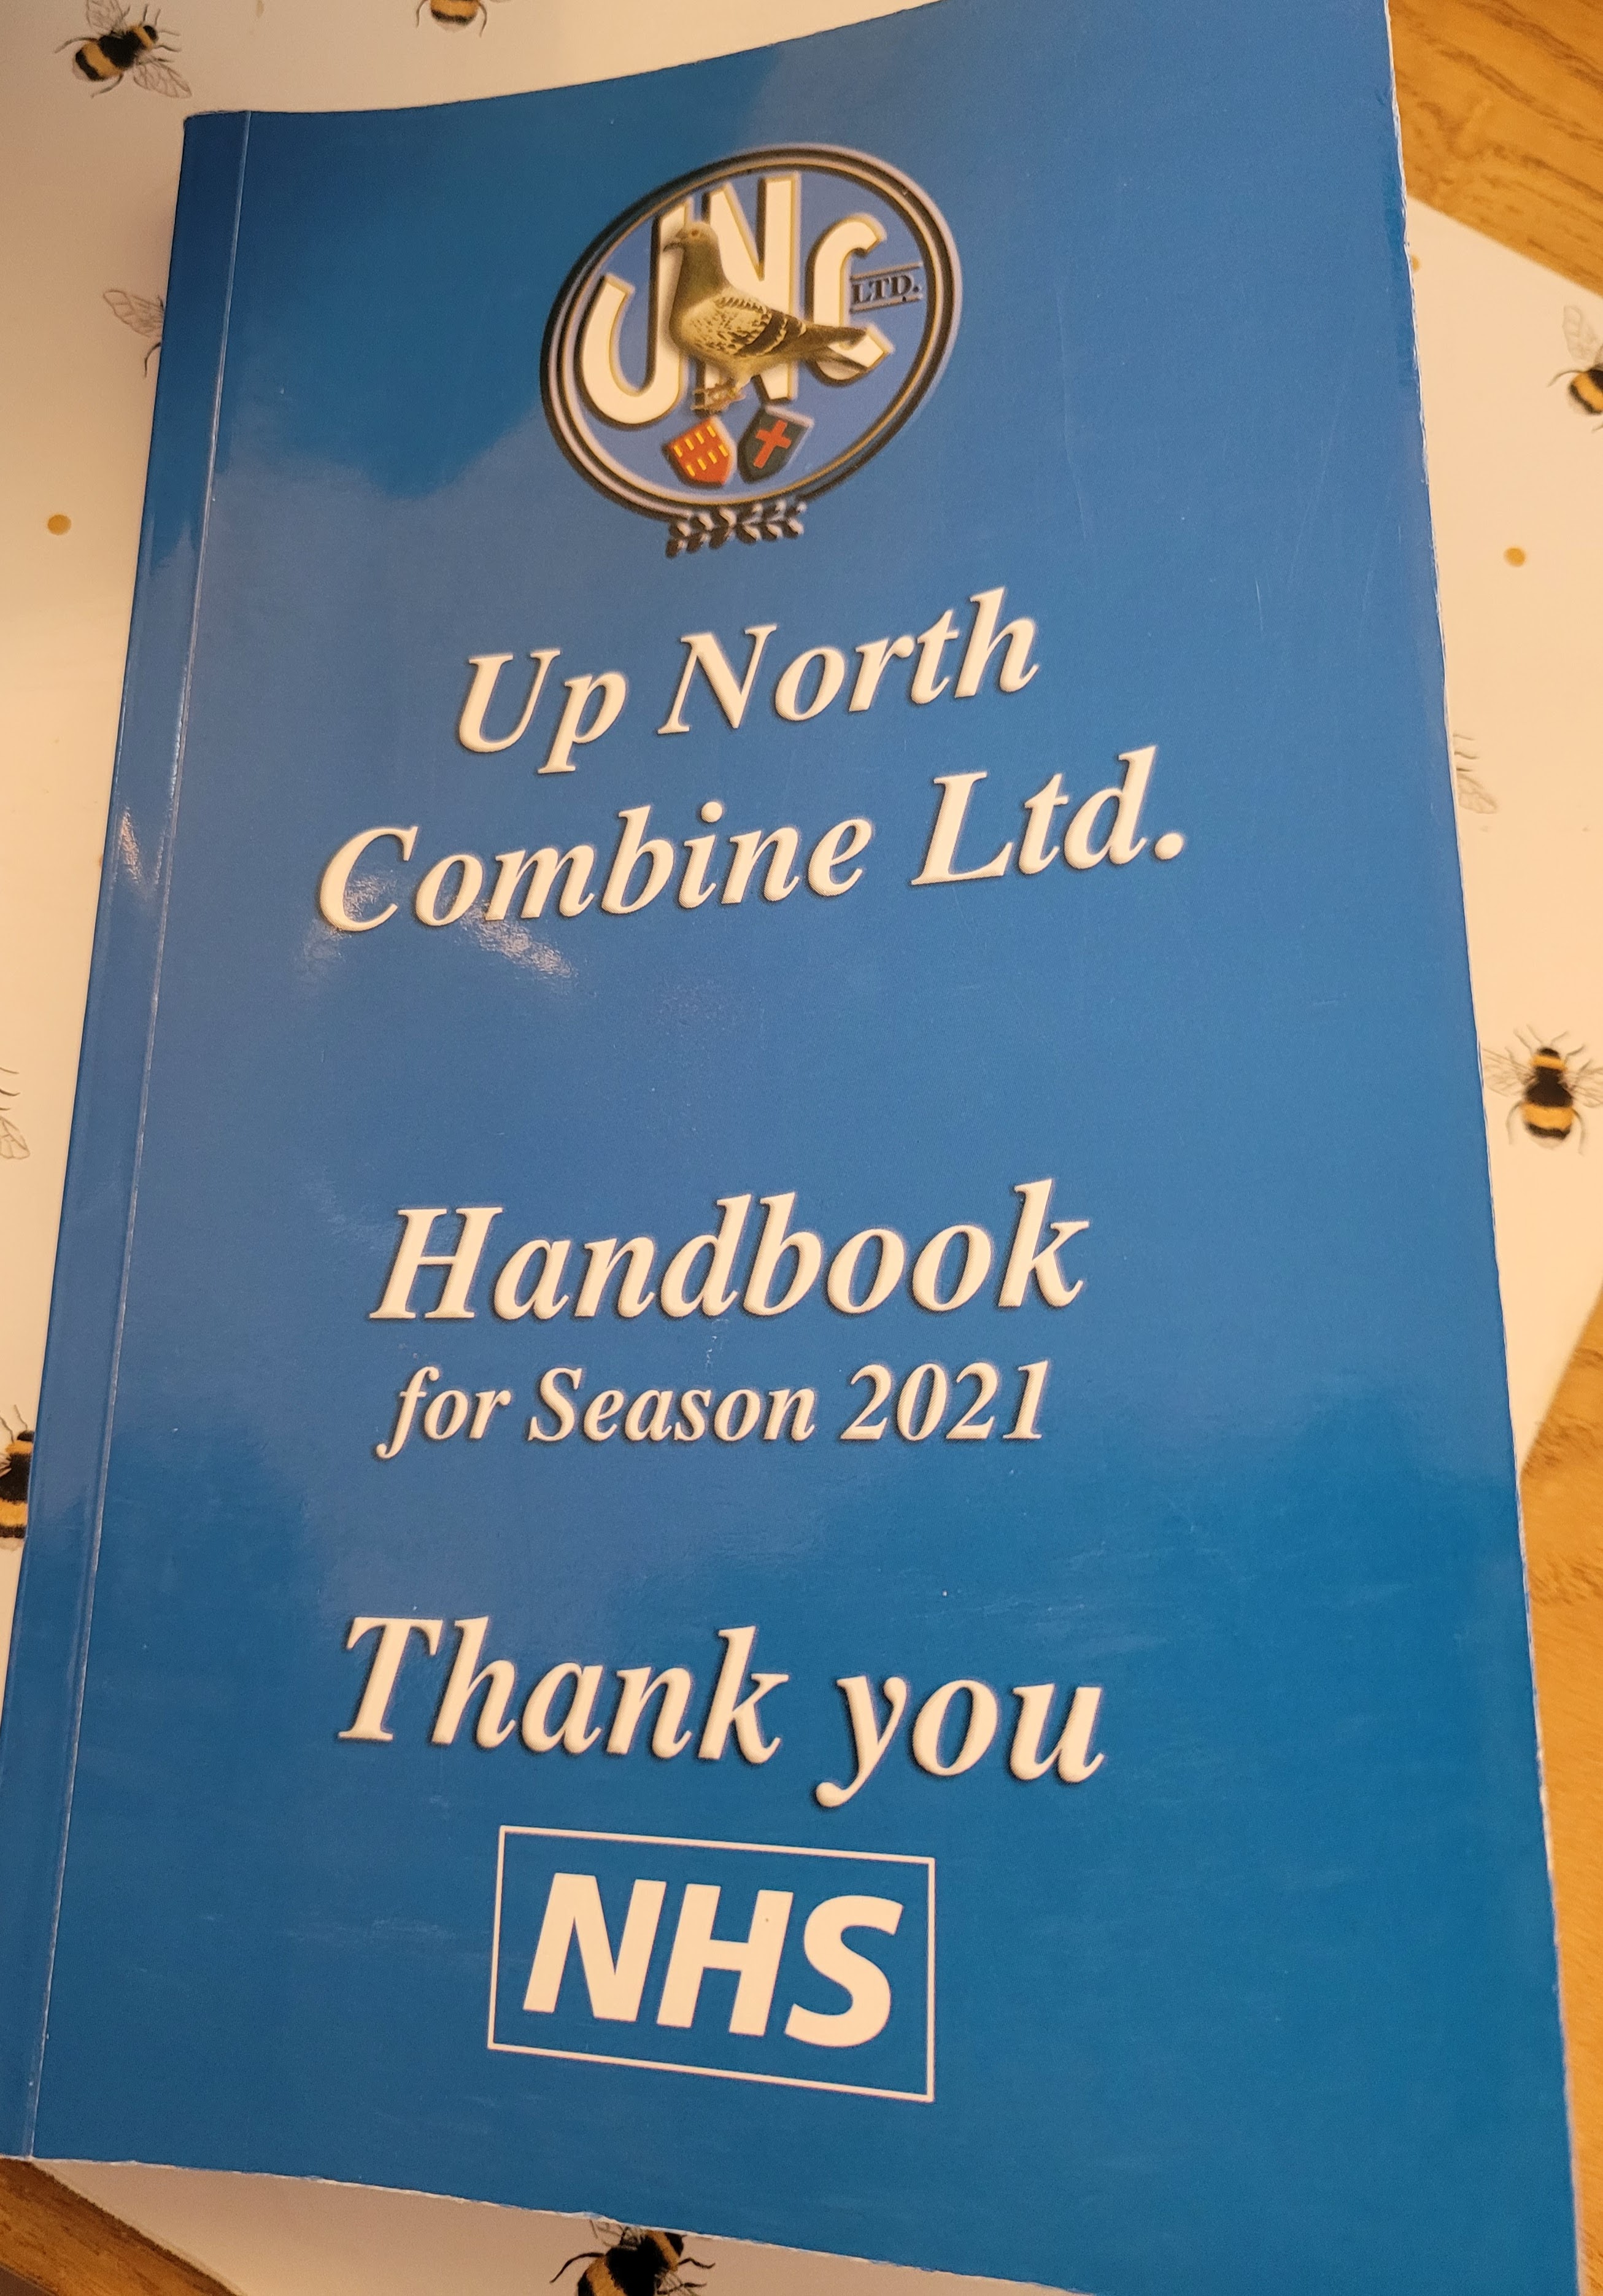 UNC
LTD.
Up North
Combine Ltd.
Handbook
for Season 2021
Thank you
NHS